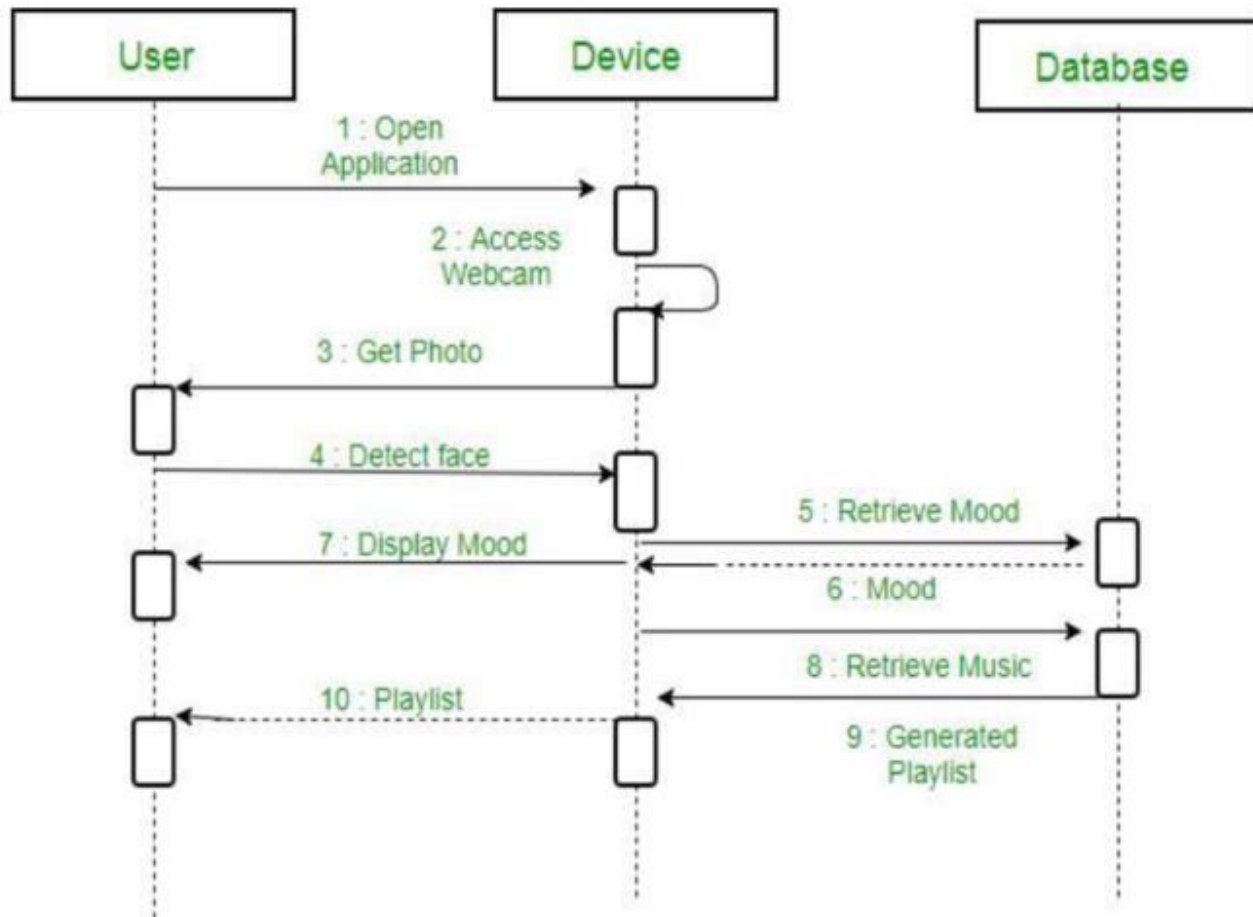 User
Device
Database
1 : Open
Application
2 : Access
Webcam
3 : Get Photo
4 : Detect face
5 : Retrieve Mood
7 : Display Mood
6 : Mood
8 : Retrieve Music
10 : Playlist
9 : Generated
Playlist